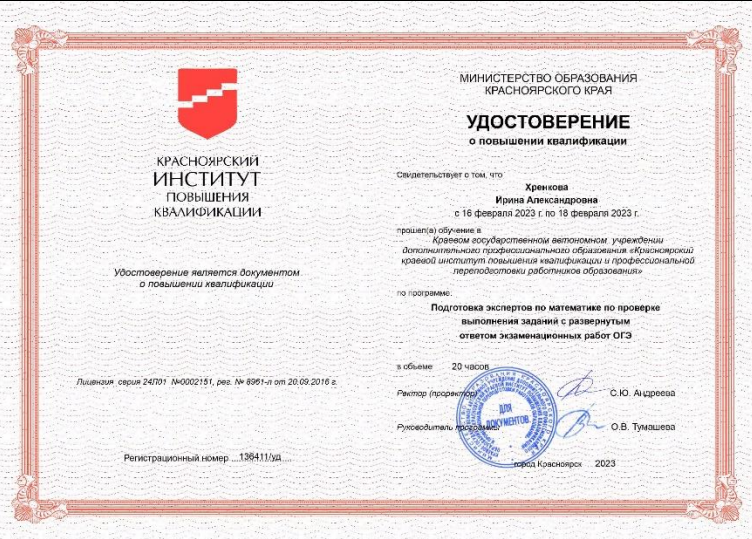 КРАСНОЯРСКИЙ
ИНСТИТУТ
ПОВЫШЕНИЯ
КВАЛИФИКАЦИИ
Удостоверение является документом
о повышении квалификации
Лицензия серия 24Л01 №0002151, рег. № 8961-л от 20.09.2016 г.
Регистрационный номер 136411/уд
МИНИСТЕРСТВО ОБРАЗОВАНИЯ
КРАСНОЯРСКОГО КРАЯ
УДОСТОВЕРЕНИЕ
о повышении квалификации
Свидетельствует о том, что
Хренкова
Ирина Александровна
с 16 февраля 2023 г. по 18 февраля 2023 г.
прошел(а) обучение в
Краевом государственном автономном учреждении
дополнительного профессионального образования «Красноярский
краевой институт повышения квалификации и профессиональной
переподготовки работников образования»
по программе:
Подготовка экспертов по математике по проверке
выполнения заданий с развернутым
ответом экзаменационных работ ОГЭ
в объеме 20 часов
Ректор (проректор) С.Ю. Андреева
Руководитель программы О.В. Тумашева
ДЛЯ
ДОКУМЕНТОВ
город Красноярск 2023